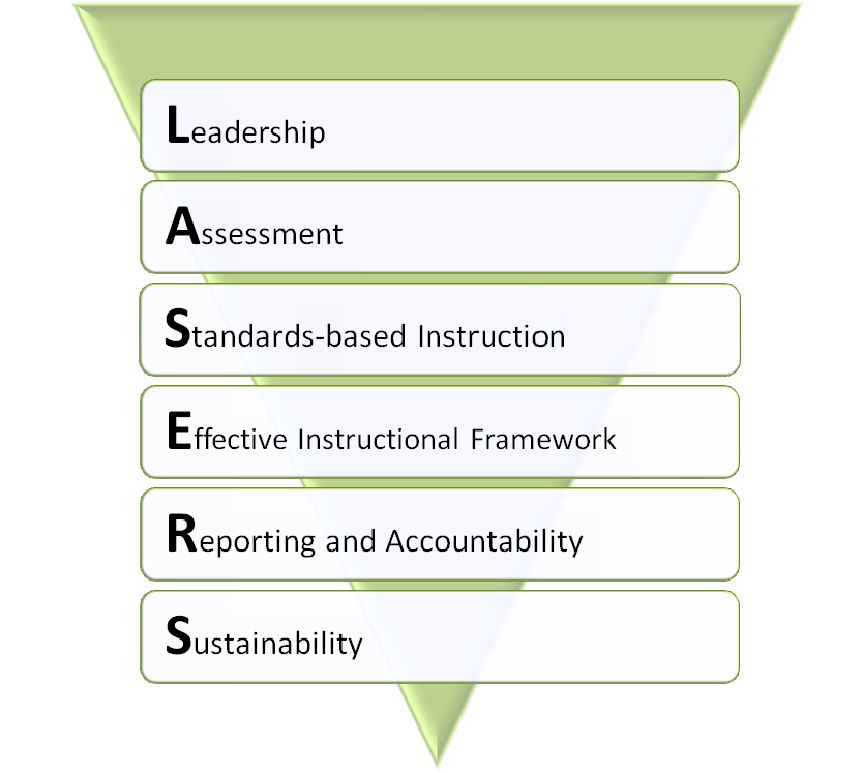 Leadership
Assessment
Standards-based Instruction
Effective Instructional Framework
Reporting and Accountability
Sustainability